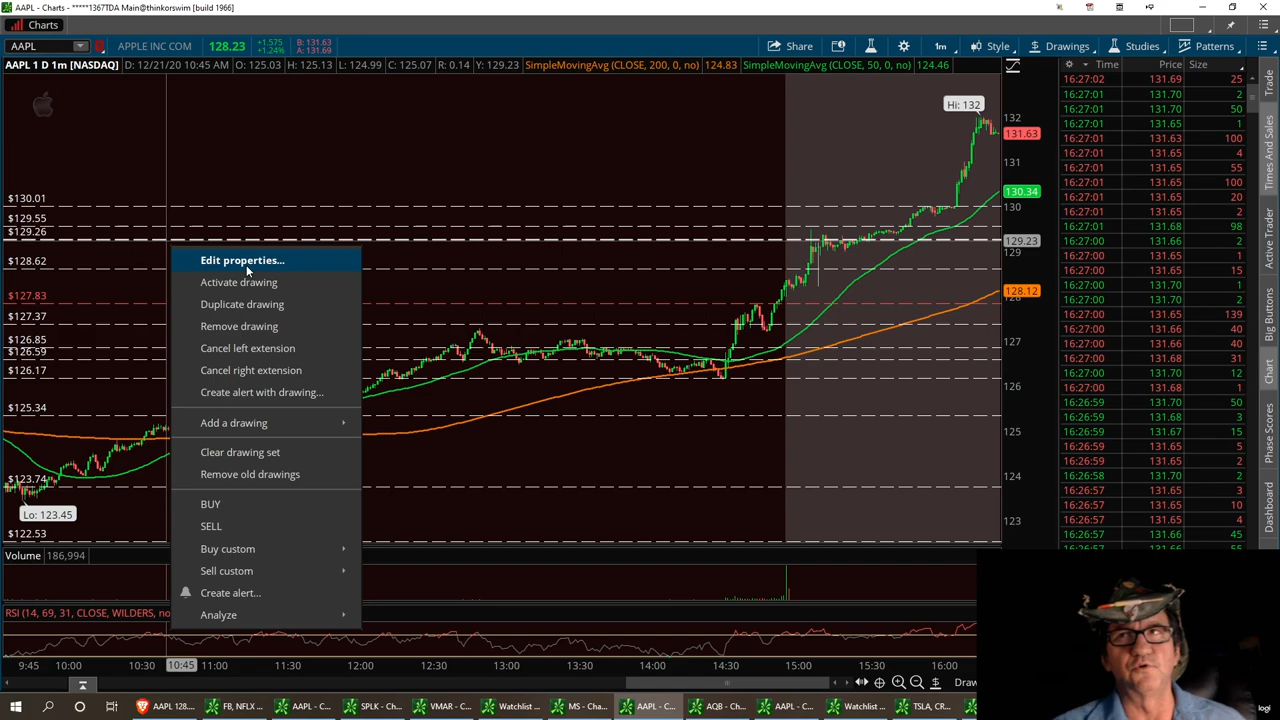 AAPL - Charts - *****1367TDA Main@thinkorswim [build 1966]
Charts
AAPL APPLE INC COM 128.23 +1.575 +1.24% B: 131.63 A: 131.69 Share 1m Style Drawings Studies Patterns
AAPL 1 D 1m [NASDAQ] D: 12/21/20 10:45 AM O: 125.03 H: 125.13 L: 124.99 C: 125.07 R: 0.14 Y: 129.23 SimpleMovingAvg (CLOSE, 200, 0, no) 124.83 SimpleMovingAvg (CLOSE, 50, 0, no) 124.46
Hi: 132
132
131.63
131
130.34
130
129.23
129
128.12
127
126
125
124
123
$130.01
$129.55
$129.26
$128.62
$127.83
$127.37
$126.85
$126.59
$126.17
$125.34
$123.74
Lo: 123.45
$122.53
Edit properties...
Activate drawing
Duplicate drawing
Remove drawing
Cancel left extension
Cancel right extension
Create alert with drawing...
Add a drawing
Clear drawing set
Remove old drawings
BUY
SELL
Buy custom
Sell custom
Create alert...
Analyze
Volume 186,994
RSI (14, 69, 31, CLOSE, WILDERS, no
9:45 10:00 10:30 10:45 11:00 11:30 12:00 12:30 13:00 13:30 14:00 14:30 15:00 15:30 16:00
Draw
Time Price Size
16:27:02 131.69 25
16:27:01 131.70 2
16:27:01 131.70 50
16:27:01 131.65 1
16:27:01 131.63 100
16:27:01 131.65 4
16:27:01 131.65 55
16:27:01 131.65 100
16:27:01 131.65 20
16:27:01 131.65 2
16:27:01 131.68 98
16:27:00 131.66 2
16:27:00 131.65 1
16:27:00 131.65 15
16:27:00 131.70 1
16:27:00 131.70 2
16:27:00 131.65 139
16:27:00 131.66 40
16:27:00 131.66 40
16:27:00 131.68 31
16:27:00 131.70 12
16:27:00 131.68 1
16:26:59 131.70 50
16:26:59 131.68 3
16:26:59 131.67 15
16:26:59 131.65 5
16:26:59 131.65 2
16:26:58 131.68 5
16:26:57 131.65 3
16:26:57 131.65 10
16:26:57 131.65 4
16:26:57 131.66 45
Trade
Times And Sales
Active Trader
Big Buttons
Chart
Phase Scores
Dashboard
AAPL 128....
FB, NFLX ...
AAPL - C...
SPLK - Ch...
VMAR - C...
Watchlist ...
MS - Cha...
AAPL - C...
AQB - Ch...
AAPL - C...
Watchlist ...
TSLA, CR...
logi